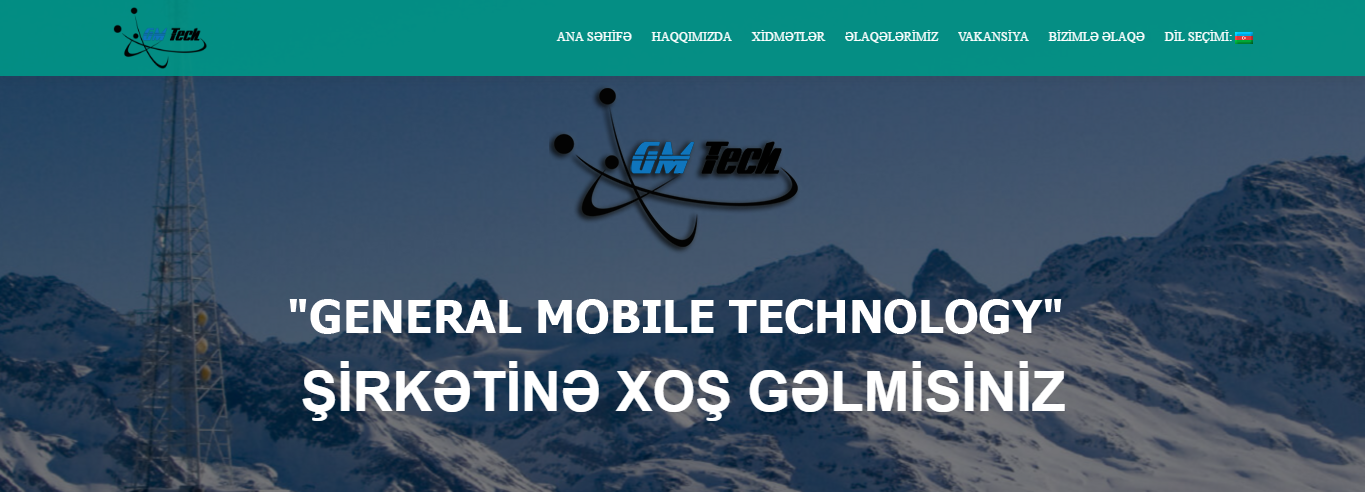 GM Tech
ANA SƏHİFƏ HAQQIMIZDA XİDMƏTLƏR ƏLAQƏLƏRİMİZ VAKANSİYA BİZİMLƏ ƏLAQƏ DİL SEÇİMİ:
GM Tech
"GENERAL MOBILE TECHNOLOGY"
ŞİRKƏTİNƏ XOŞ GƏLMİSİNİZ